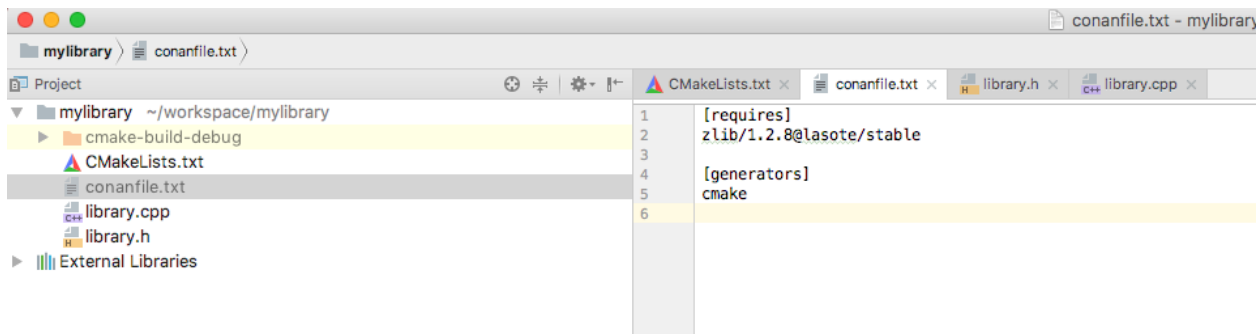 conanfile.txt - mylibrary
mylibrary conanfile.txt
Project
CMakeLists.txt conanfile.txt library.h library.cpp
mylibrary ~/workspace/mylibrary
cmake-build-debug
CMakeLists.txt
conanfile.txt
C++ library.cpp
H library.h
External Libraries
1 [requires]
2 zlib/1.2.8@lasote/stable
3
4 [generators]
5 cmake
6